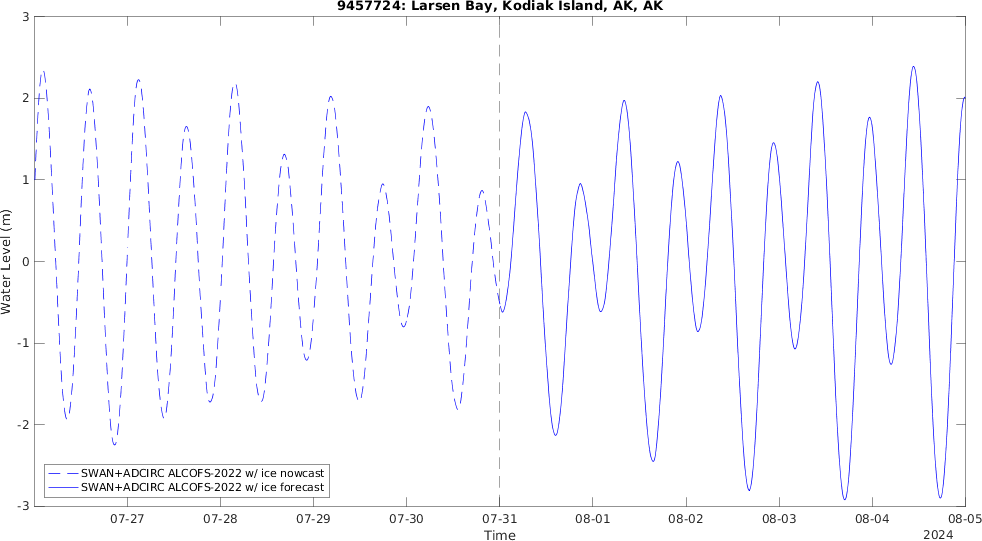 9457724: Larsen Bay, Kodiak Island, AK, AK
3
2
1
0
-1
-2
-3
Water Level (m)
SWAN+ADCIRC ALCOFS-2022 w/ ice nowcast
SWAN+ADCIRC ALCOFS-2022 w/ ice forecast
07-27 07-28 07-29 07-30 07-31 08-01 08-02 08-03 08-04 08-05
Time
2024